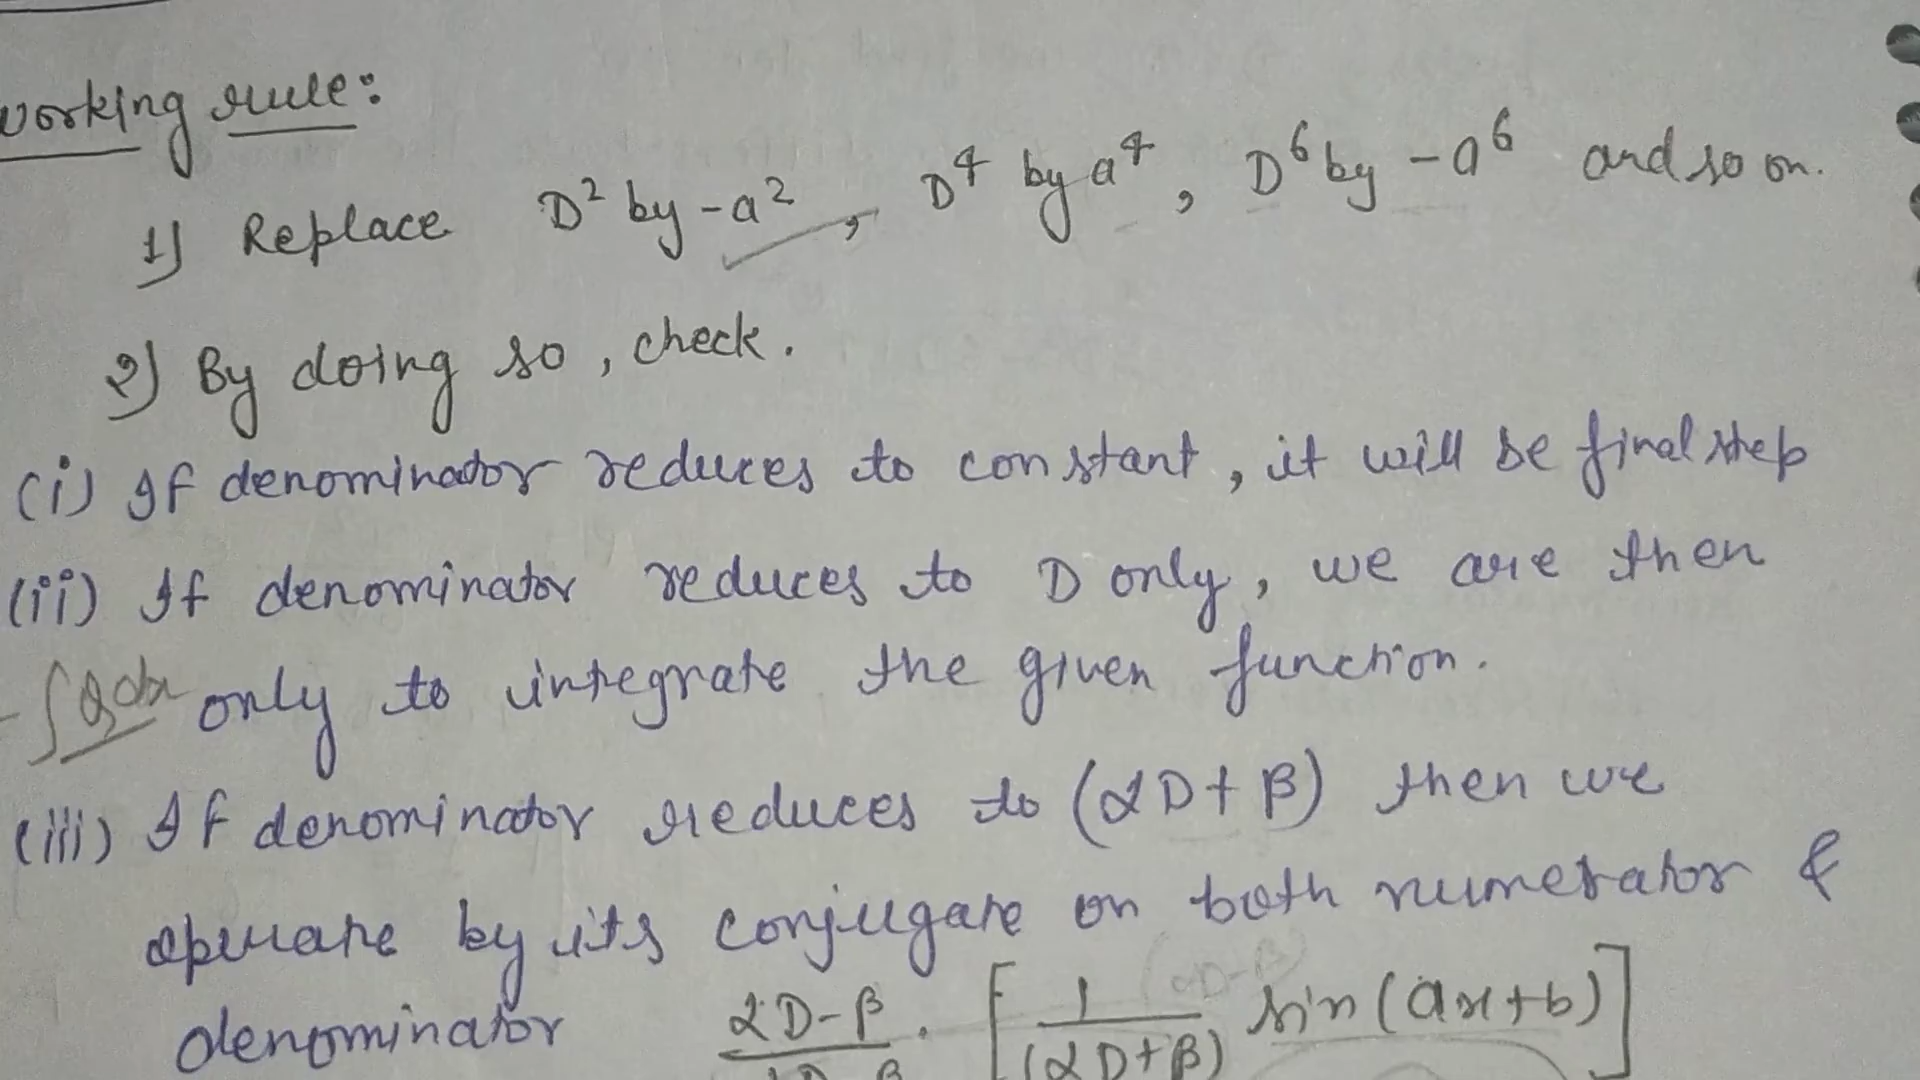 working rule:
1) Replace D² by -a², D⁴ by a⁴, D⁶ by -a⁶ and so on.
2) By doing so, check.
(i) If denominator reduces to constant, it will be final step
(ii) If denominator reduces to D only, we are then
∫Q dx only to integrate the given function.
(iii) If denominator reduces to (αD+β) then we
operate by its conjugate on both numerator &
denominator αD-β . [1/(αD+β) sin(ax+b)]